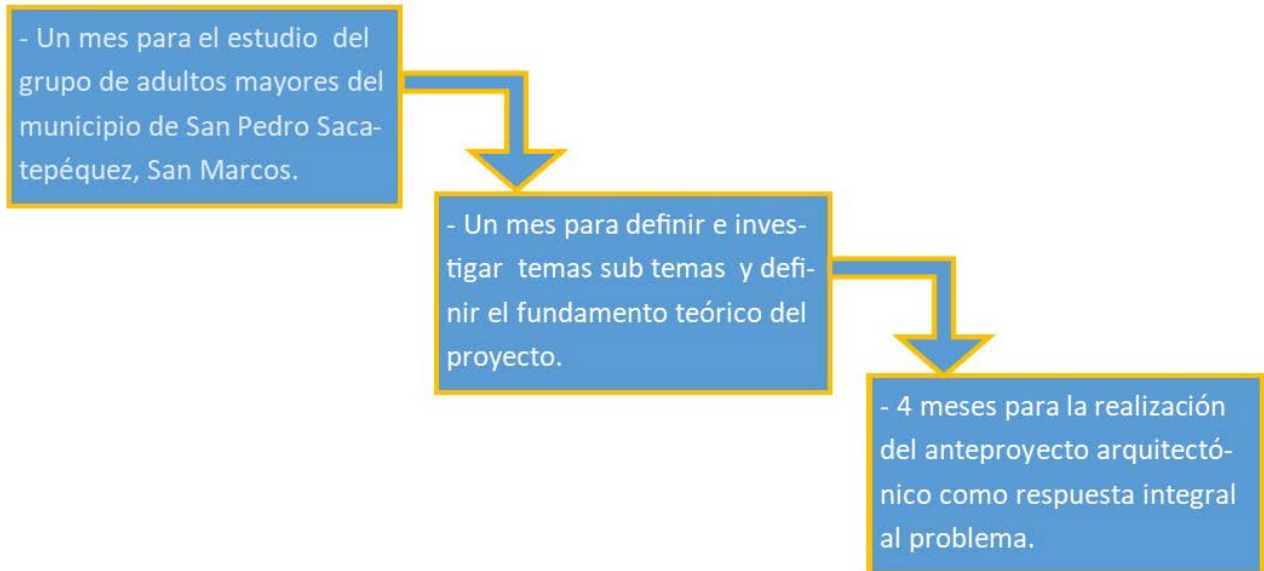 - Un mes para el estudio del
grupo de adultos mayores del
municipio de San Pedro Saca-
tepéquez, San Marcos.
- Un mes para definir e inves-
tigar temas sub temas y defi-
nir el fundamento teórico del
proyecto.
- 4 meses para la realización
del anteproyecto arquitectó-
nico como respuesta integral
al problema.